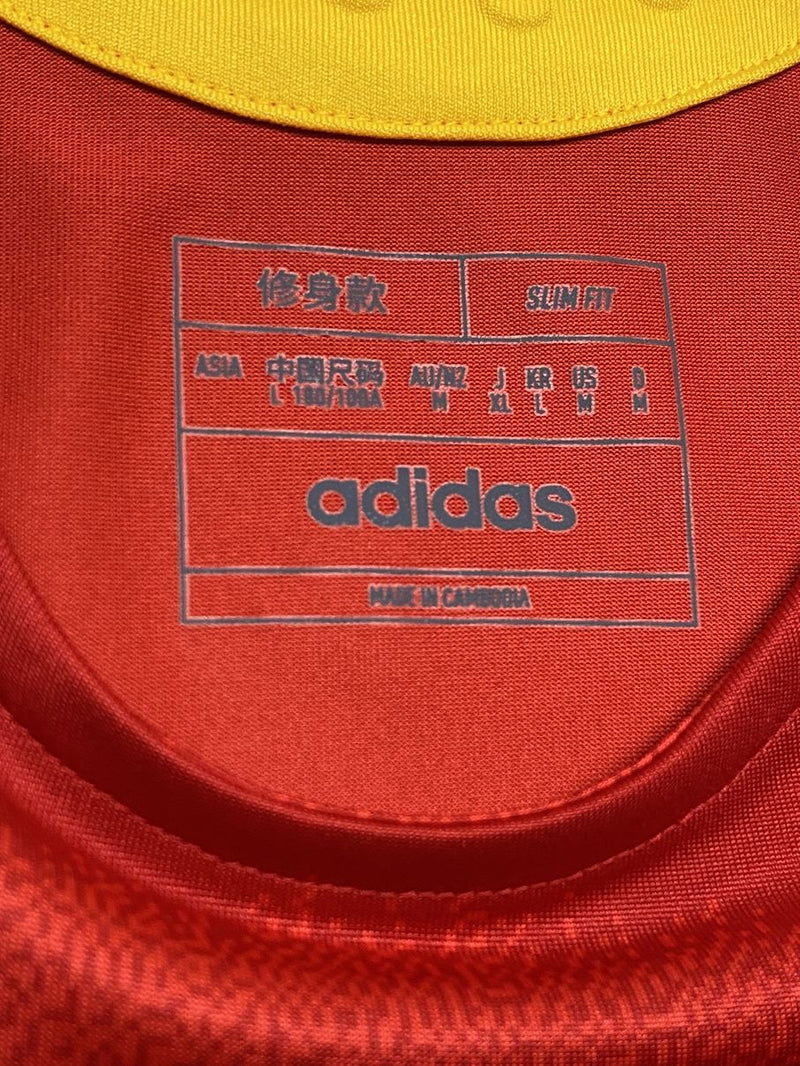 修身款 SLIM FIT
ASIA 中国尺码 AU/NZ J KR US D
L 180/100A M XL L M M
adidas
MADE IN CAMBODIA